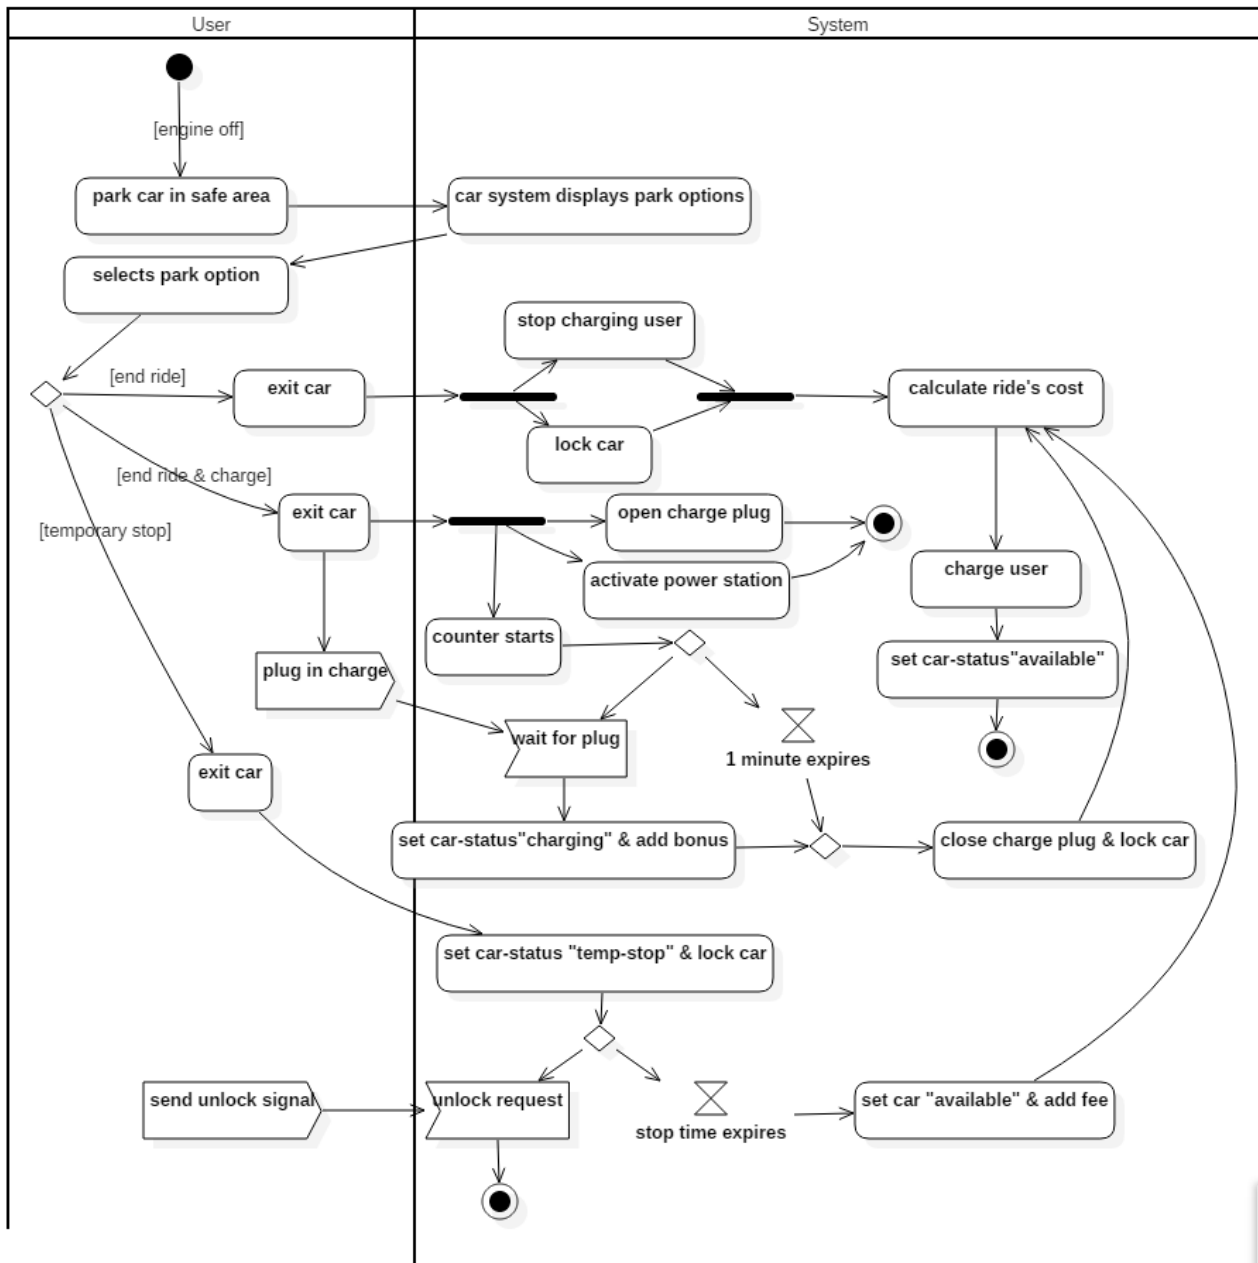 User
System
[engine off]
park car in safe area
car system displays park options
selects park option
stop charging user
[end ride]
exit car
calculate ride's cost
lock car
[end ride & charge]
exit car
open charge plug
[temporary stop]
activate power station
charge user
counter starts
plug in charge
set car-status"available"
wait for plug
1 minute expires
exit car
set car-status"charging" & add bonus
close charge plug & lock car
set car-status "temp-stop" & lock car
send unlock signal
unlock request
stop time expires
set car "available" & add fee